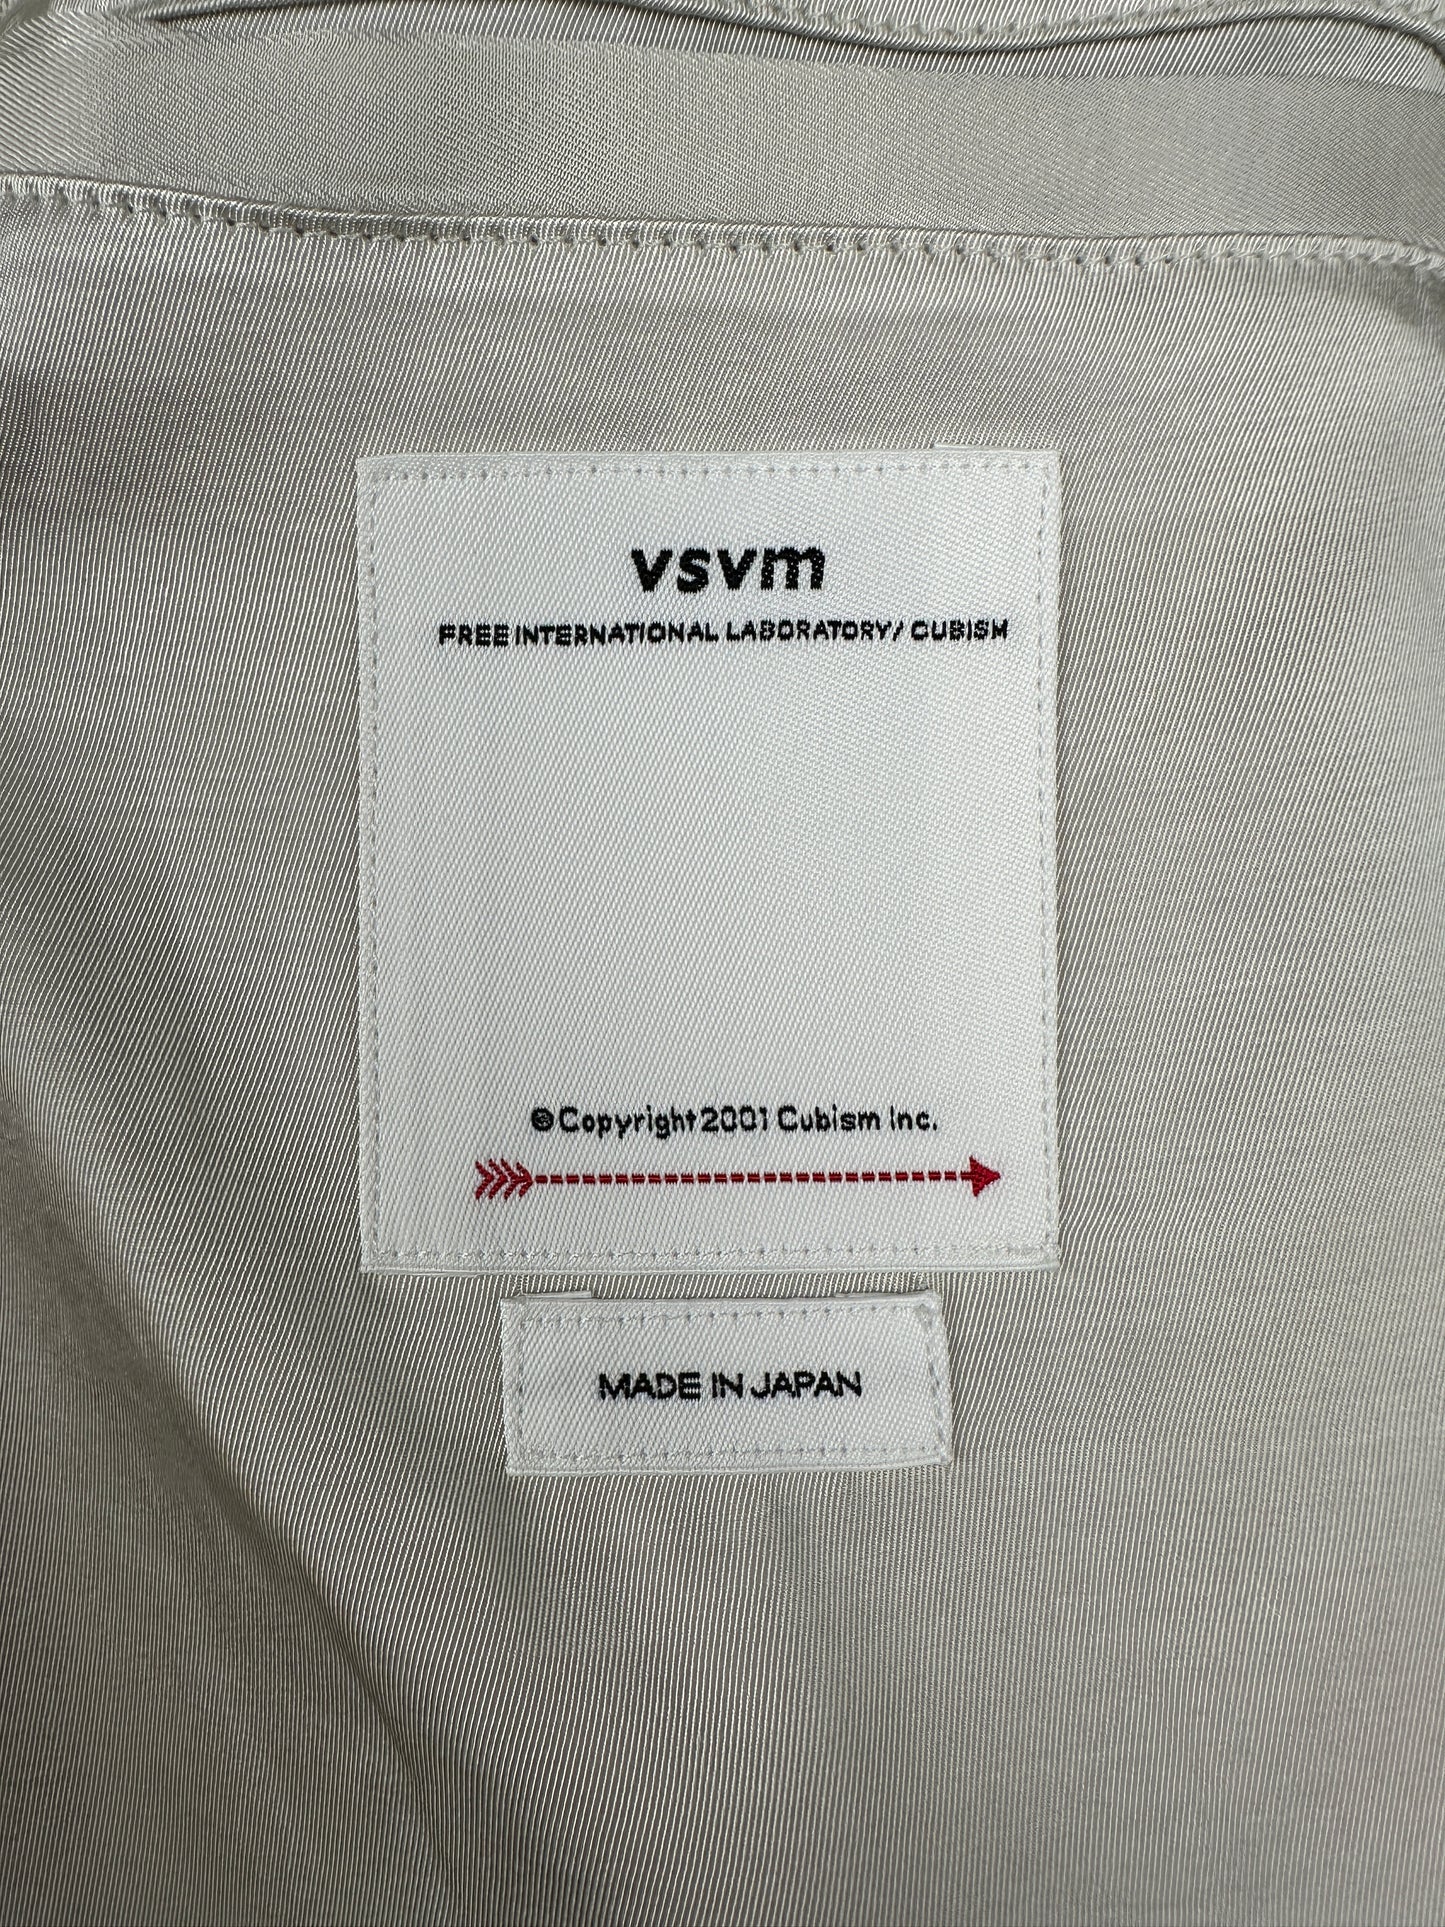 vsvm
FREE INTERNATIONAL LABORATORY/ CUBISM
©Copyright 2001 Cubism Inc.
MADE IN JAPAN